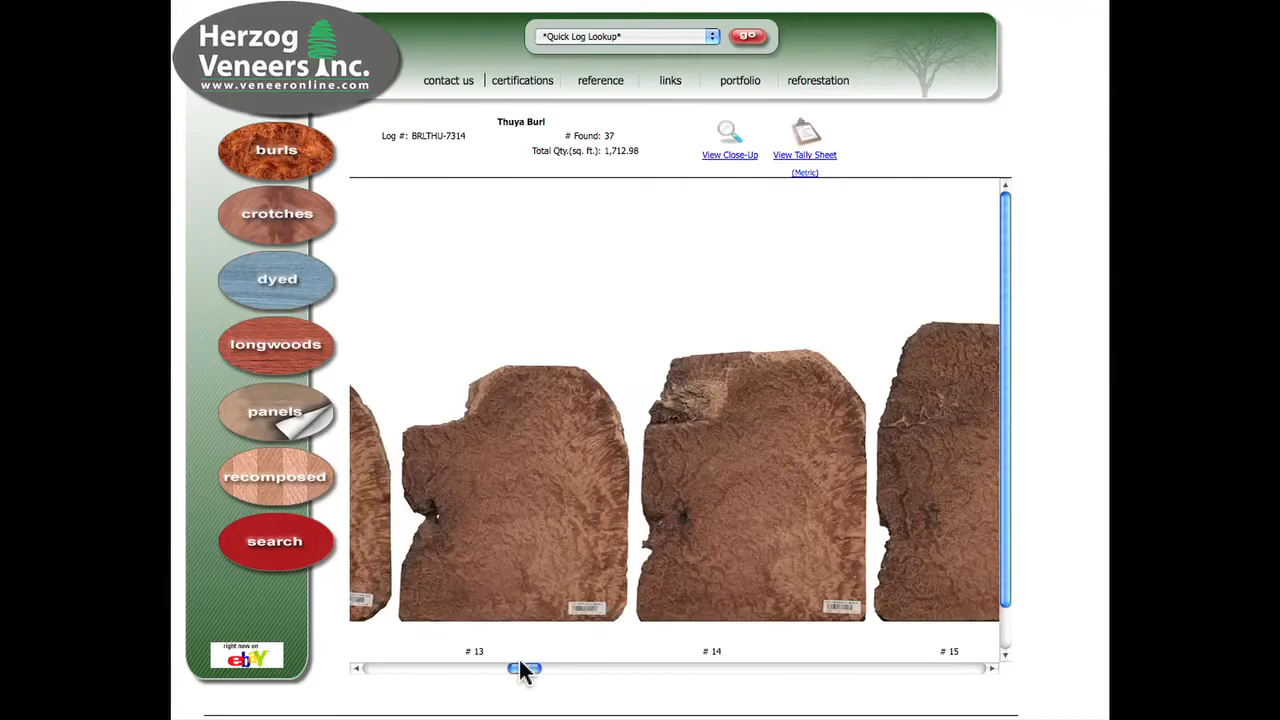 Herzog
Veneers Inc.
www.veneeronline.com
*Quick Log Lookup*
go
contact us
certifications
reference
links
portfolio
reforestation
Thuya Burl
Log #: BRLTHU-7314
# Found: 37
Total Qty.(sq. ft.): 1,712.98
View Close-Up
View Tally Sheet
(Metric)
burls
crotches
dyed
longwoods
panels
recomposed
search
right now on
ebY
# 13
# 14
# 15